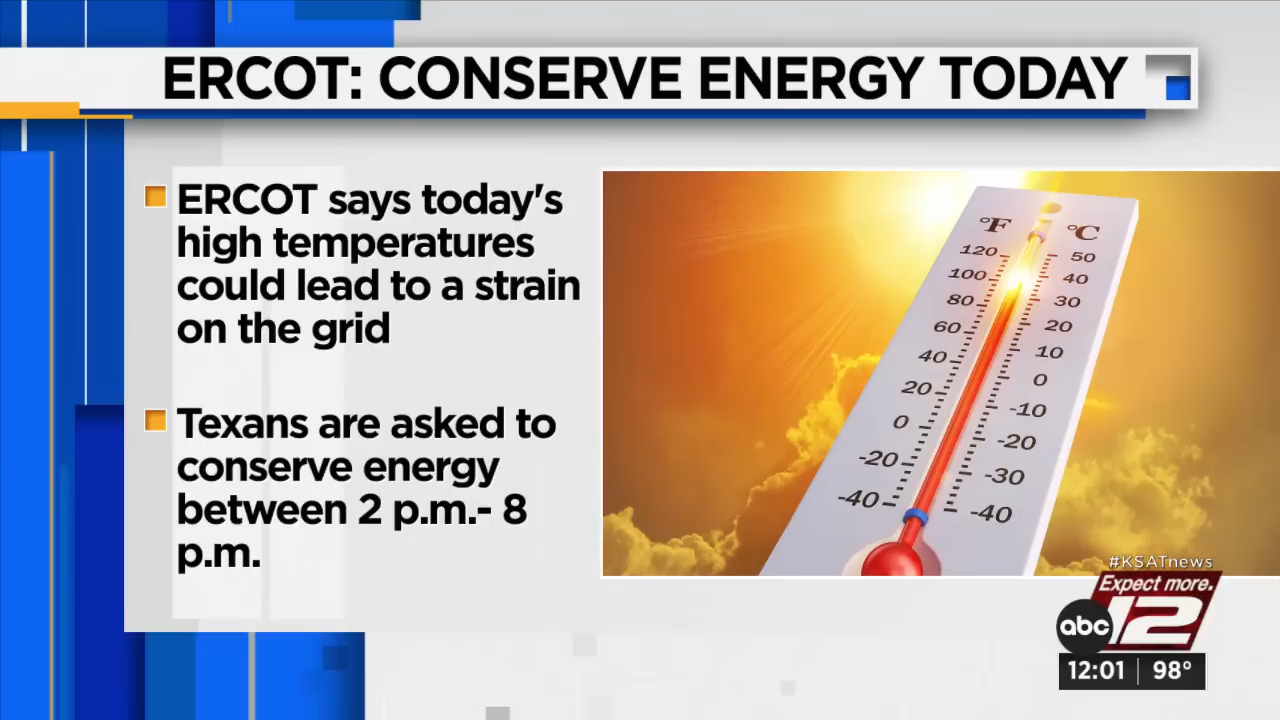 ERCOT: CONSERVE ENERGY TODAY
ERCOT says today's
high temperatures
could lead to a strain
on the grid
Texans are asked to
conserve energy
between 2 p.m.- 8
p.m.
°F °C
120 50
100 40
80 30
60 20
40 10
20 0
0 -10
-20 -20
-40 -30
-40
#KSATnews
Expect more.
abc 12
12:01 98°